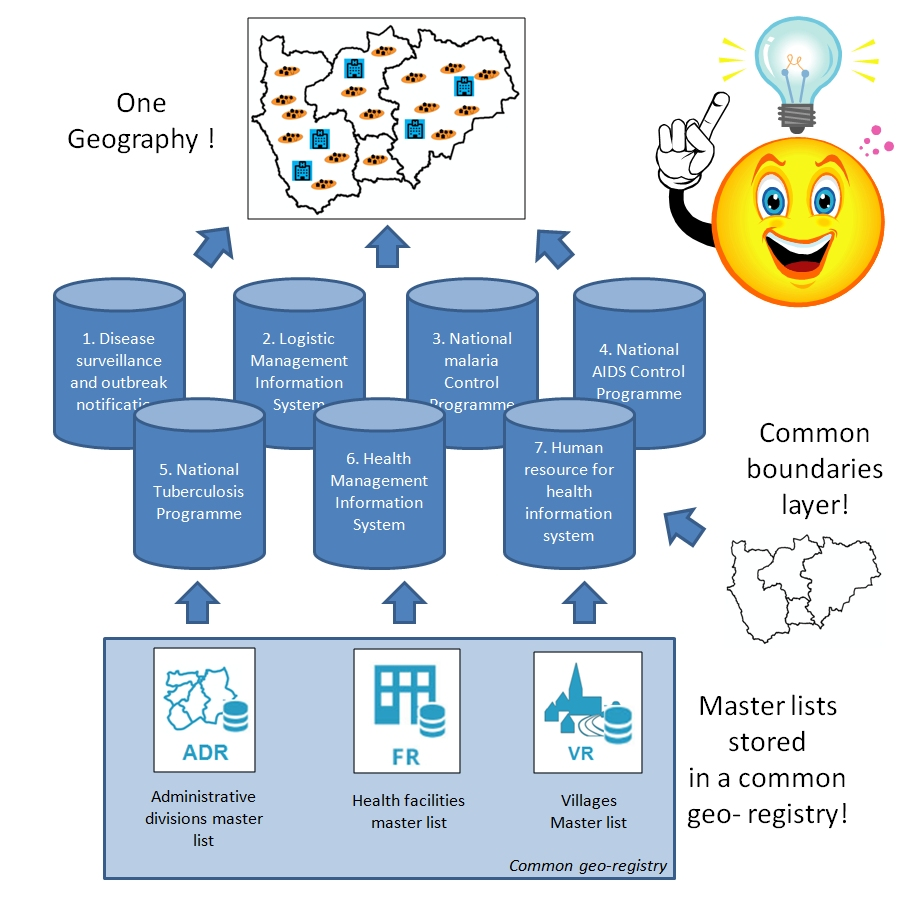 One
Geography !
1. Disease
surveillance
and outbreak
2. Logistic
Management
Information
System
3. National
malaria
Control
Programme
4. National
AIDS Control
Programme
5. National
Tuberculosis
Programme
6. Health
Management
Information
System
7. Human
resource for
health
information
system
Common
boundaries
layer!
ADR
FR
VR
Administrative
divisions master
list
Health facilities
master list
Villages
Master list
Common geo-registry
Master lists
stored
in a common
geo- registry!